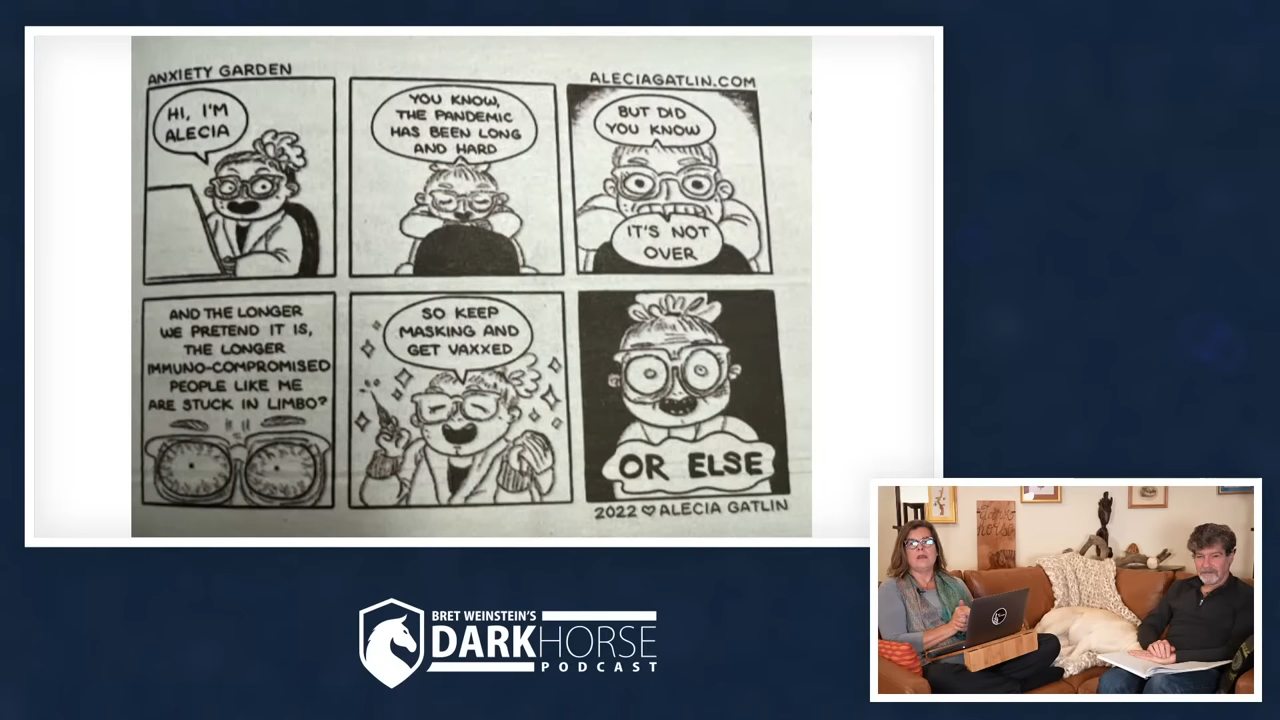 ANXIETY GARDEN
ALECIAGATLIN.COM
HI, I'M
ALECIA
YOU KNOW,
THE PANDEMIC
HAS BEEN LONG
AND HARD
BUT DID
YOU KNOW
IT'S NOT
OVER
AND THE LONGER
WE PRETEND IT IS,
THE LONGER
IMMUNO-COMPROMISED
PEOPLE LIKE ME
ARE STUCK IN LIMBO?
SO KEEP
MASKING AND
GET VAXXED
OR ELSE
2022 ♡ ALECIA GATLIN
BRET WEINSTEIN'S
DARKHORSE
PODCAST